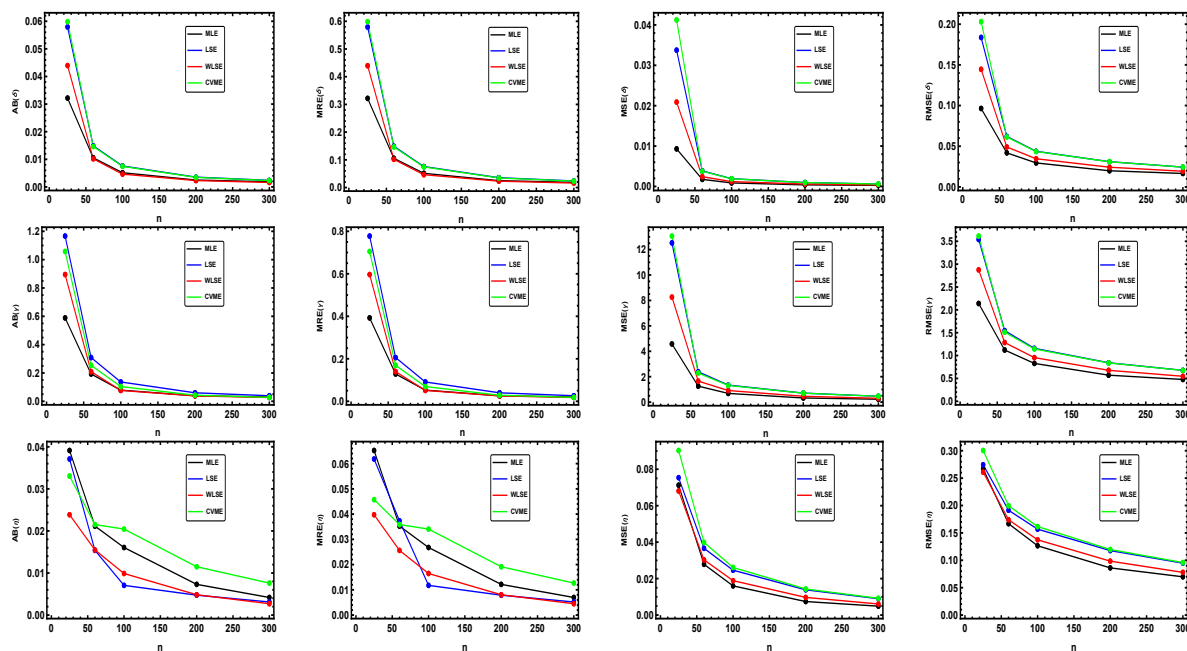 AB(δ)
0.06
0.05
0.04
0.03
0.02
0.01
0.00
0 50 100 150 200 250 300
n
MLE
LSE
WLSE
CVME
MRE(δ)
0.6
0.5
0.4
0.3
0.2
0.1
0.0
0 50 100 150 200 250 300
n
MLE
LSE
WLSE
CVME
MSE(δ)
0.04
0.03
0.02
0.01
0.00
0 50 100 150 200 250 300
n
MLE
LSE
WLSE
CVME
RMSE(δ)
0.20
0.15
0.10
0.05
0.00
0 50 100 150 200 250 300
n
MLE
LSE
WLSE
CVME
AB(γ)
1.2
1.0
0.8
0.6
0.4
0.2
0.0
0 50 100 150 200 250 300
n
MLE
LSE
WLSE
CVME
MRE(γ)
0.8
0.6
0.4
0.2
0.0
0 50 100 150 200 250 300
n
MLE
LSE
WLSE
CVME
MSE(γ)
12
10
8
6
4
2
0
0 50 100 150 200 250 300
n
MLE
LSE
WLSE
CVME
RMSE(γ)
3.5
3.0
2.5
2.0
1.5
1.0
0.5
0.0
0 50 100 150 200 250 300
n
MLE
LSE
WLSE
CVME
AB(η)
0.04
0.03
0.02
0.01
0.00
0 50 100 150 200 250 300
n
MLE
LSE
WLSE
CVME
MRE(η)
0.06
0.05
0.04
0.03
0.02
0.01
0.00
0 50 100 150 200 250 300
n
MLE
LSE
WLSE
CVME
MSE(η)
0.08
0.06
0.04
0.02
0.00
0 50 100 150 200 250 300
n
MLE
LSE
WLSE
CVME
RMSE(η)
0.30
0.25
0.20
0.15
0.10
0.05
0.00
0 50 100 150 200 250 300
n
MLE
LSE
WLSE
CVME